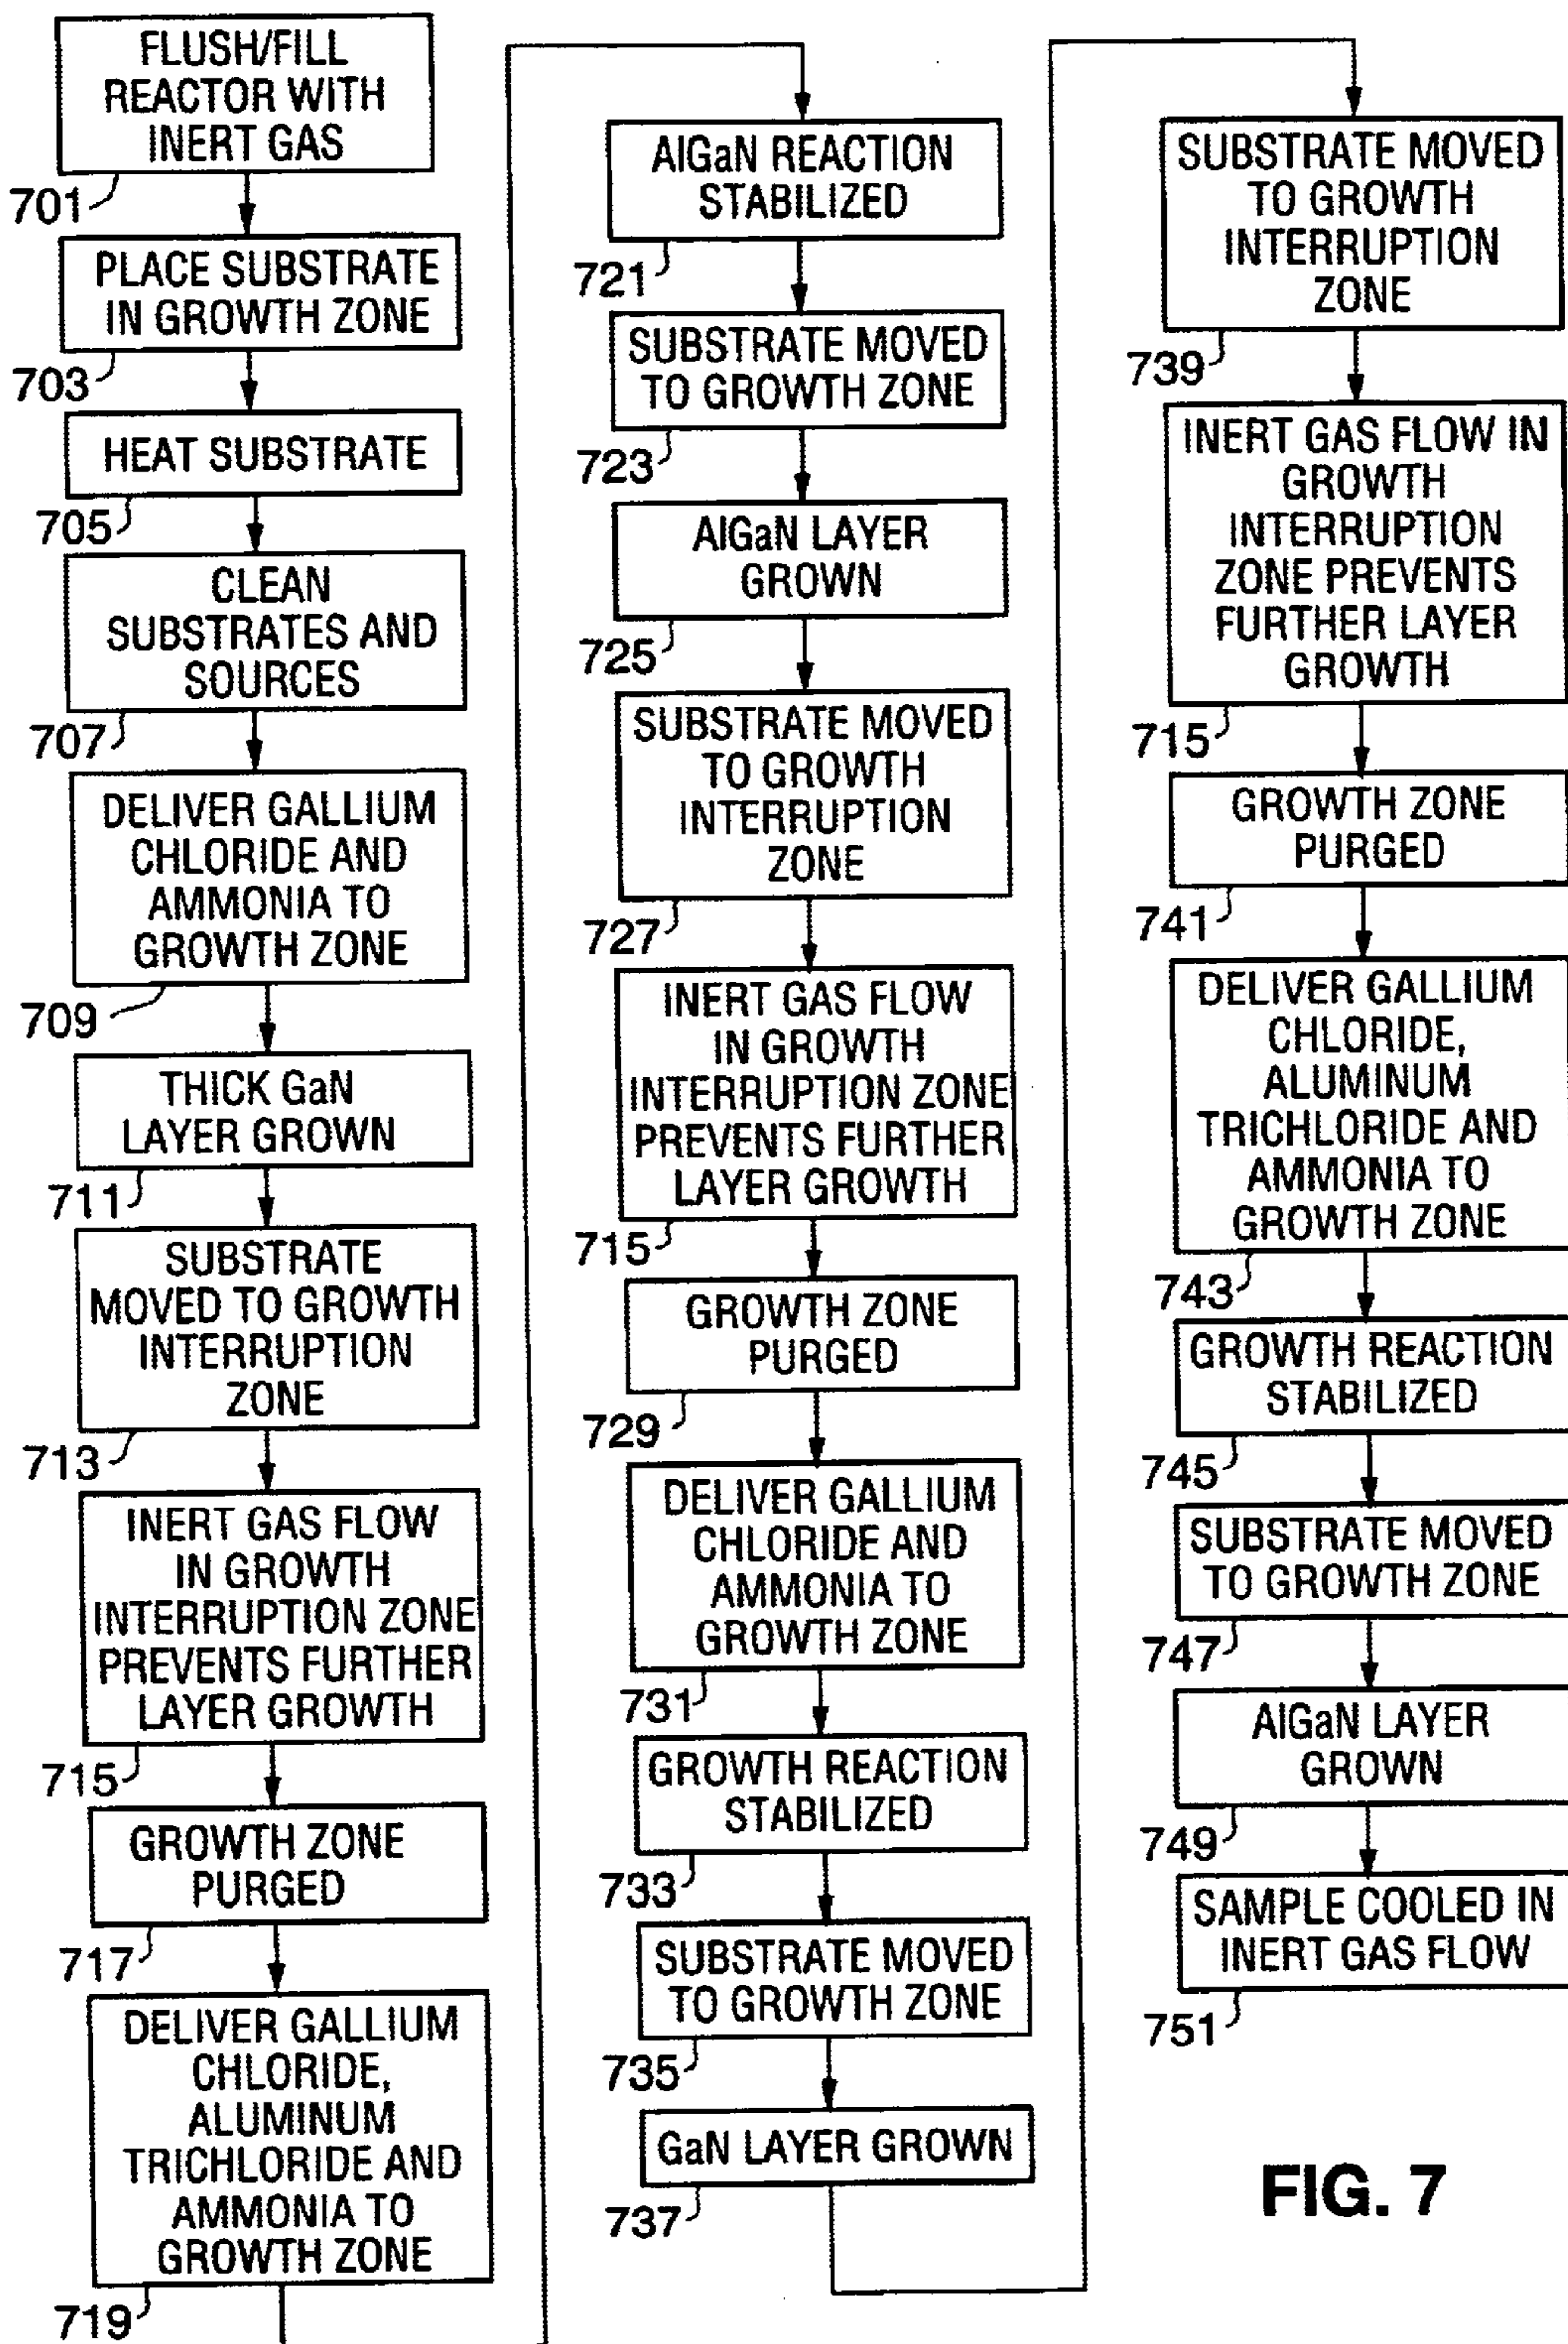 FLUSH/FILL
REACTOR WITH
INERT GAS
701
PLACE SUBSTRATE
IN GROWTH ZONE
703
HEAT SUBSTRATE
705
CLEAN
SUBSTRATES AND
SOURCES
707
DELIVER GALLIUM
CHLORIDE AND
AMMONIA TO
GROWTH ZONE
709
THICK GaN
LAYER GROWN
711
SUBSTRATE
MOVED TO GROWTH
INTERRUPTION
ZONE
713
INERT GAS FLOW
IN GROWTH
INTERRUPTION ZONE
PREVENTS FURTHER
LAYER GROWTH
715
GROWTH ZONE
PURGED
717
DELIVER GALLIUM
CHLORIDE,
ALUMINUM
TRICHLORIDE AND
AMMONIA TO
GROWTH ZONE
719
AlGaN REACTION
STABILIZED
721
SUBSTRATE MOVED
TO GROWTH ZONE
723
AlGaN LAYER
GROWN
725
SUBSTRATE MOVED
TO GROWTH
INTERRUPTION
ZONE
727
INERT GAS FLOW
IN GROWTH
INTERRUPTION ZONE
PREVENTS FURTHER
LAYER GROWTH
715
GROWTH ZONE
PURGED
729
DELIVER GALLIUM
CHLORIDE AND
AMMONIA TO
GROWTH ZONE
731
GROWTH REACTION
STABILIZED
733
SUBSTRATE MOVED
TO GROWTH ZONE
735
GaN LAYER GROWN
737
SUBSTRATE MOVED
TO GROWTH
INTERRUPTION
ZONE
739
INERT GAS FLOW IN
GROWTH
INTERRUPTION
ZONE PREVENTS
FURTHER LAYER
GROWTH
715
GROWTH ZONE
PURGED
741
DELIVER GALLIUM
CHLORIDE,
ALUMINUM
TRICHLORIDE AND
AMMONIA TO
GROWTH ZONE
743
GROWTH REACTION
STABILIZED
745
SUBSTRATE MOVED
TO GROWTH ZONE
747
AlGaN LAYER
GROWN
749
SAMPLE COOLED IN
INERT GAS FLOW
751
FIG. 7